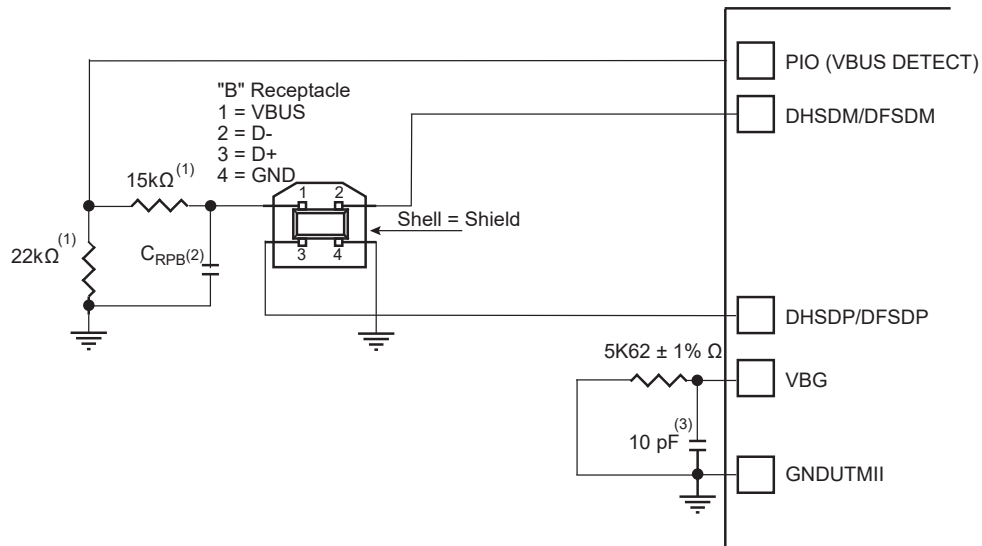 PIO (VBUS DETECT)
"B" Receptacle
1 = VBUS
2 = D-
3 = D+
4 = GND
DHSDM/DFSDM
15kΩ(1)
1 2
Shell = Shield
22kΩ(1)
CRPB(2)
3 4
DHSDP/DFSDP
5K62 ± 1% Ω
VBG
10 pF(3)
GNDUTMII